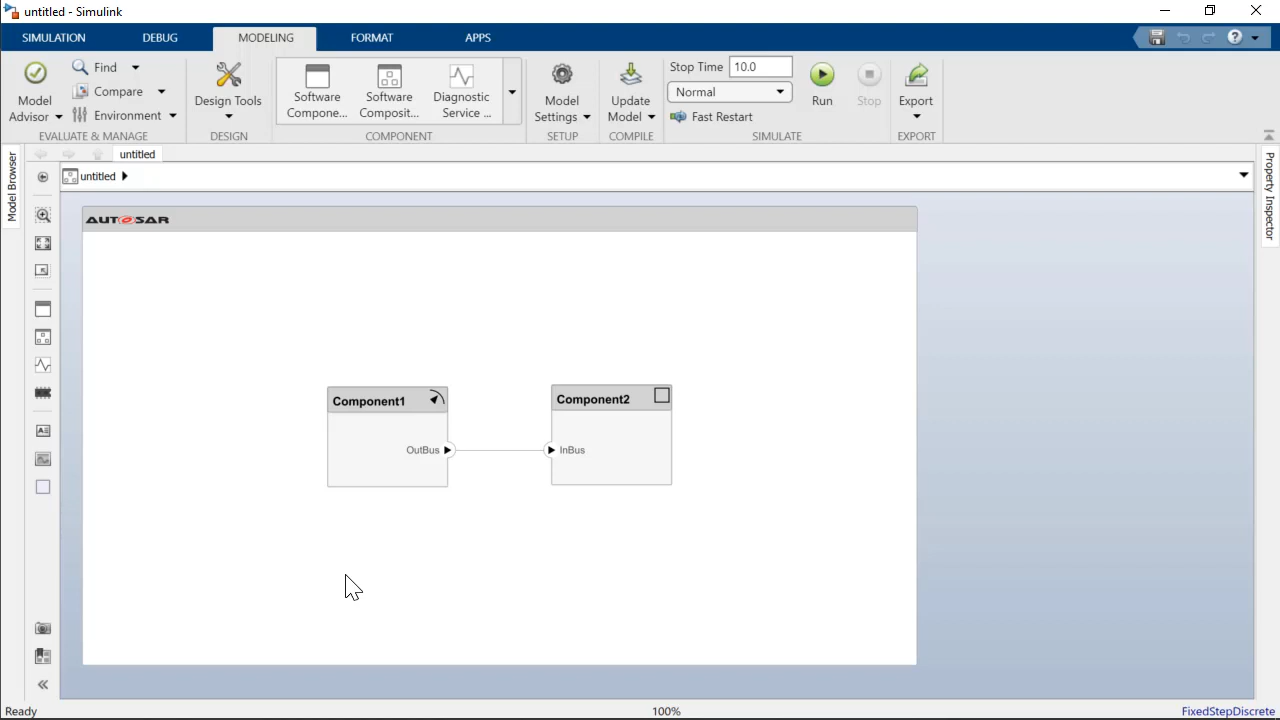 untitled - Simulink
SIMULATION DEBUG MODELING FORMAT APPS
Model Advisor
Find
Compare
Environment
EVALUATE & MANAGE
Design Tools
DESIGN
Software Compone...
Software Composit...
Diagnostic Service ...
COMPONENT
Model Settings
SETUP
Update Model
COMPILE
Stop Time 10.0
Normal
Fast Restart
Run
Stop
SIMULATE
Export
EXPORT
Model Browser
untitled
untitled
Property Inspector
AUTOSAR
Component1
OutBus
Component2
InBus
Ready
100%
FixedStepDiscrete